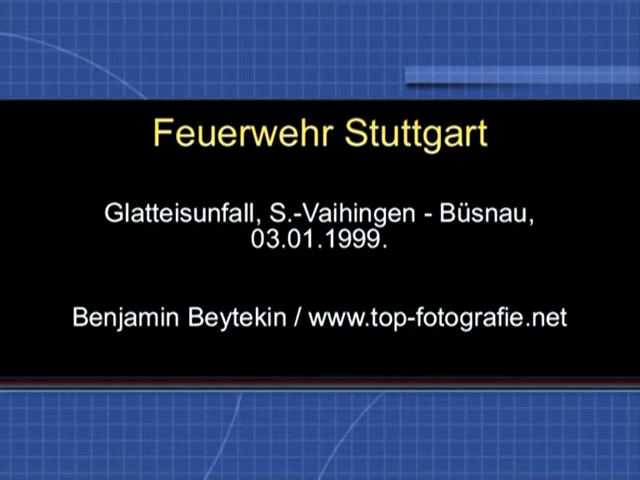 Feuerwehr Stuttgart
Glatteisunfall, S.-Vaihingen - Büsnau,
03.01.1999.
Benjamin Beytekin / www.top-fotografie.net